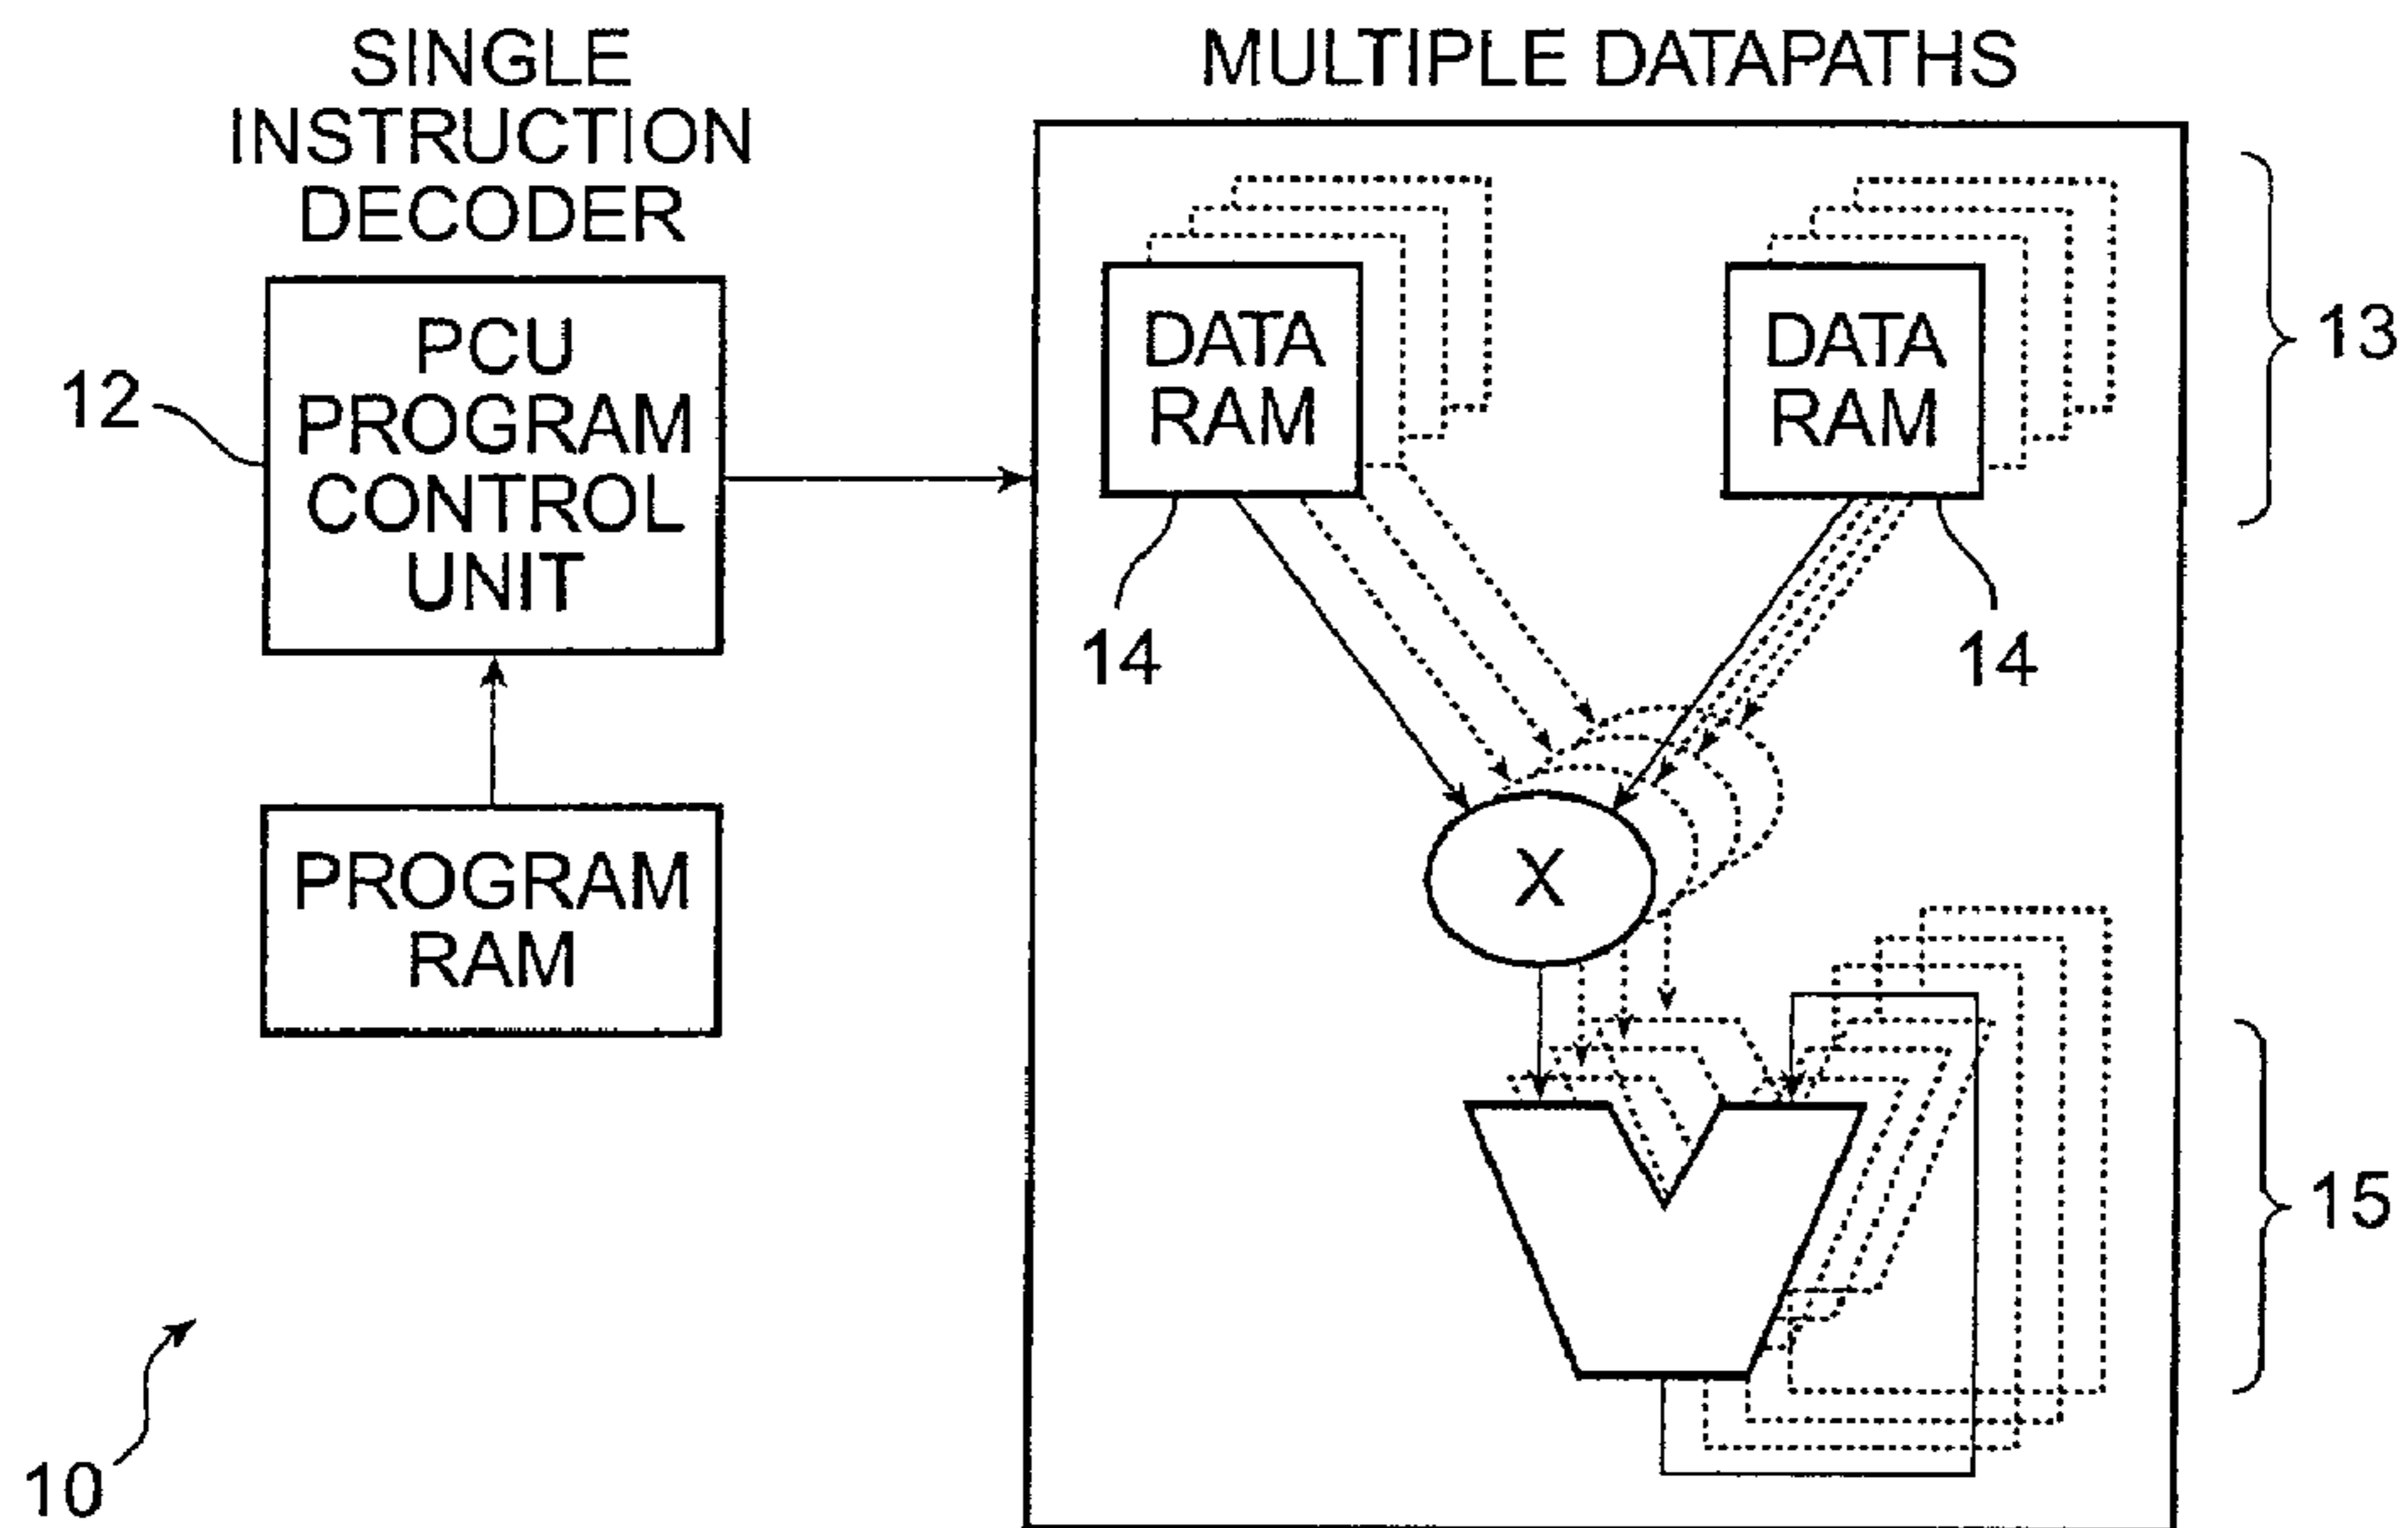 SINGLE
INSTRUCTION
DECODER
MULTIPLE DATAPATHS
PCU
PROGRAM
CONTROL
UNIT
12
DATA
RAM
DATA
RAM
13
14
14
PROGRAM
RAM
X
15
10